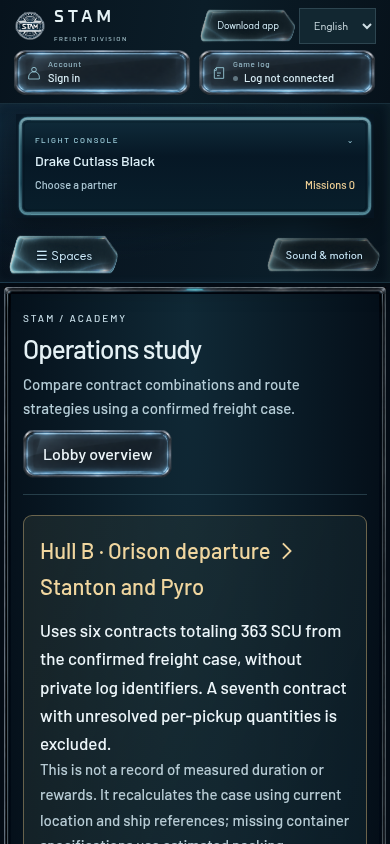 STAM
FREIGHT DIVISION
Download app
English
Account
Sign in
Game log
Log not connected
FLIGHT CONSOLE
Drake Cutlass Black
Choose a partner
Missions 0
☰ Spaces
Sound & motion
STAM / ACADEMY
Operations study
Compare contract combinations and route
strategies using a confirmed freight case.
Lobby overview
Hull B · Orison departure
Stanton and Pyro
Uses six contracts totaling 363 SCU from
the confirmed freight case, without
private log identifiers. A seventh contract
with unresolved per-pickup quantities is
excluded.
This is not a record of measured duration or
rewards. It recalculates the case using current
location and ship references; missing container